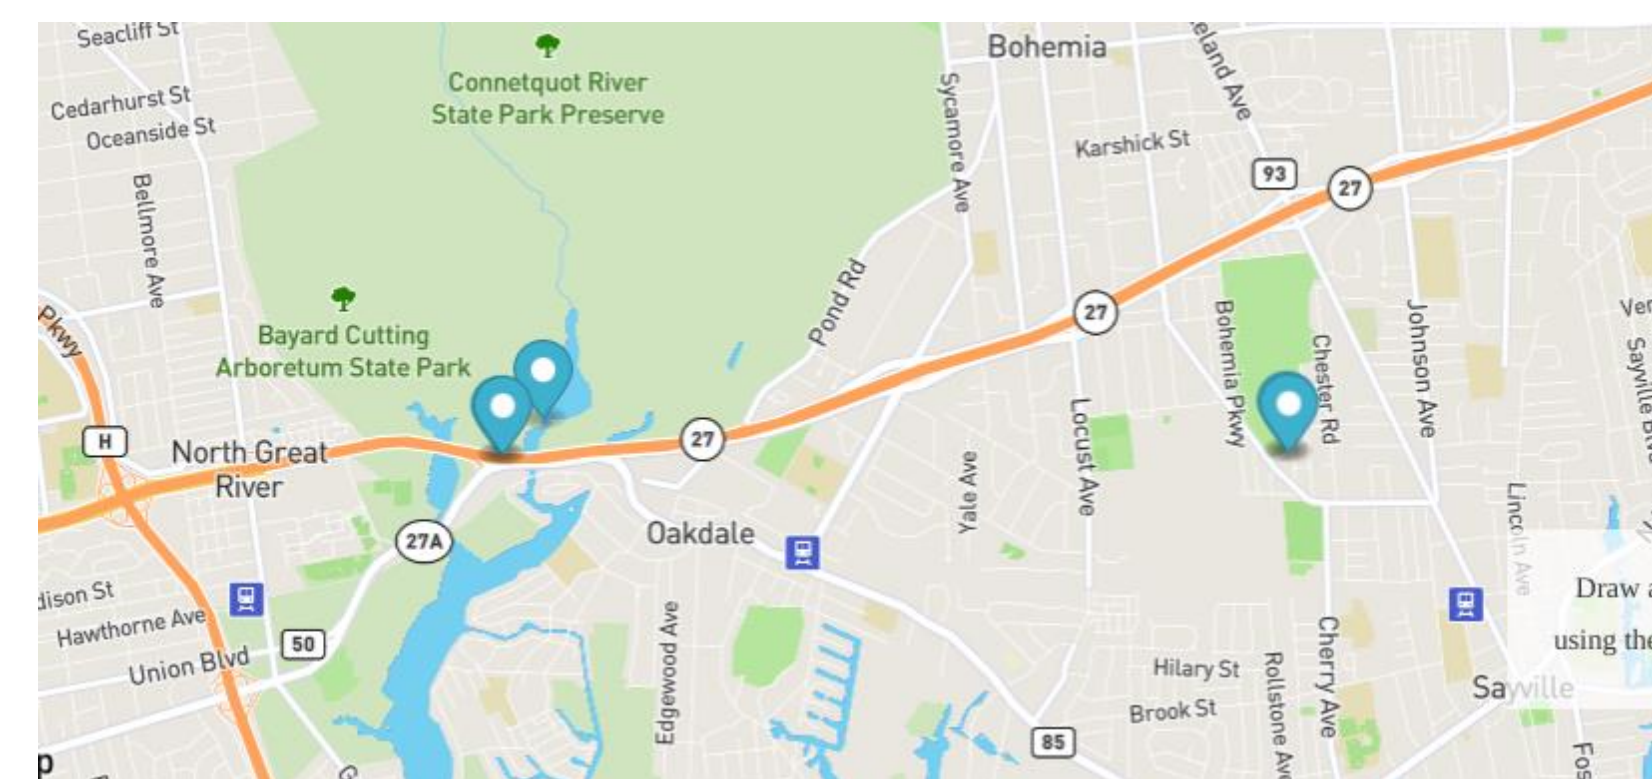 Seacliff St
Bohemia
Connetquot River
State Park Preserve
Cedarhurst St
Oceanside St
Sycamore Ave
Karshick St
93
27
Bellmore Ave
Pond Rd
27
Bayard Cutting
Arboretum State Park
Pkwy
Bohemia Pkwy
Chester Rd
Johnson Ave
H
North Great
River
27
Locust Ave
Yale Ave
Lincoln Ave
27A
Oakdale
Hawthorne Ave
Union Blvd
50
Edgewood Ave
Hilary St
Brook St
Cherry Ave
Draw
using the
Sayville
85